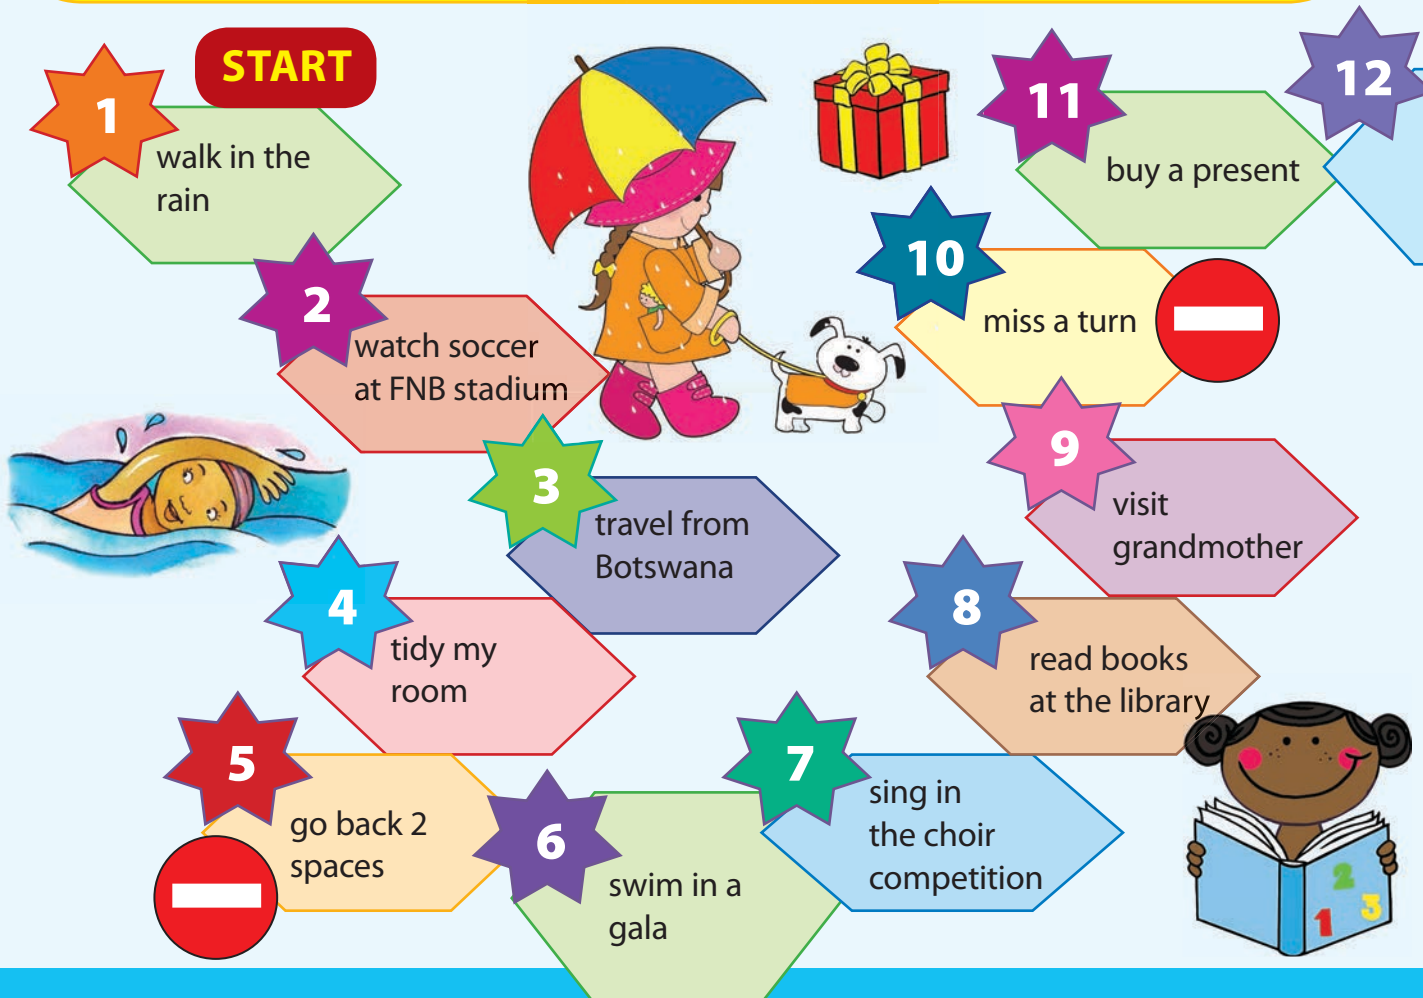 START
1
walk in the
rain
2
watch soccer
at FNB stadium
3
travel from
Botswana
4
tidy my
room
5
go back 2
spaces
6
swim in a
gala
7
sing in
the choir
competition
8
read books
at the library
9
visit
grandmother
10
miss a turn
11
buy a present
12
2
1
3